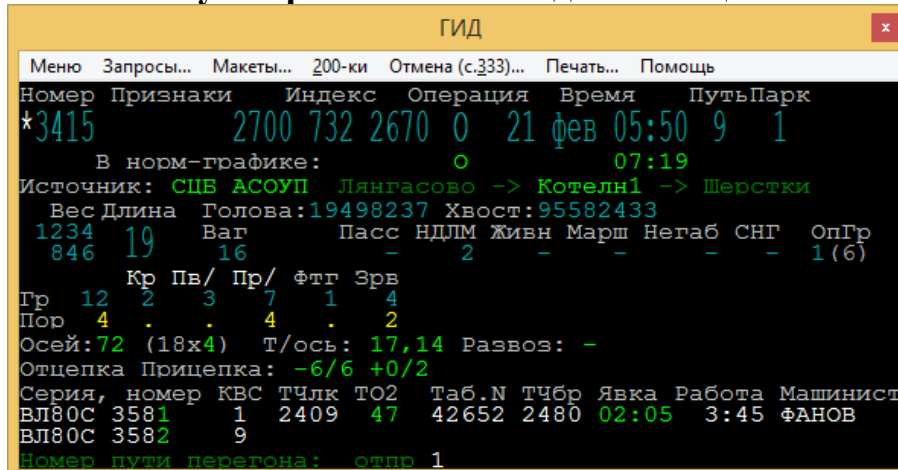 ГИД
x
Меню Запросы... Макеты... 200-ки Отмена (с.333)... Печать... Помощь
Номер Признаки Индекс Операция Время ПутьПарк
*3415 2700 732 2670 О 21 фев 05:50 9 1
В норм-графике: О 07:19
Источник: СЦБ АСОУП Лянгасово -> Котелн1 -> Шерстки
Вес Длина Голова:19498237 Хвост:95582433
1234 19 Ваг Пасс НДЛМ Живн Марш Негаб СНГ ОпГр
846 16 – 2 – – – – 1(6)
Кр Пв/ Пр/ Фтг Зрв
Гр 12 2 3 7 1 4
Пор 4 . . 4 . 2
Осей:72 (18x4) Т/ось: 17,14 Развоз: –
Отцепка Прицепка: –6/6 +0/2
Серия, номер КВС ТЧлк ТО2 Таб.N ТЧбр Явка Работа Машинист
ВЛ80С 3581 1 2409 47 42652 2480 02:05 3:45 ФАНОВ
ВЛ80С 3582 9
Номер пути перегона: отпр 1